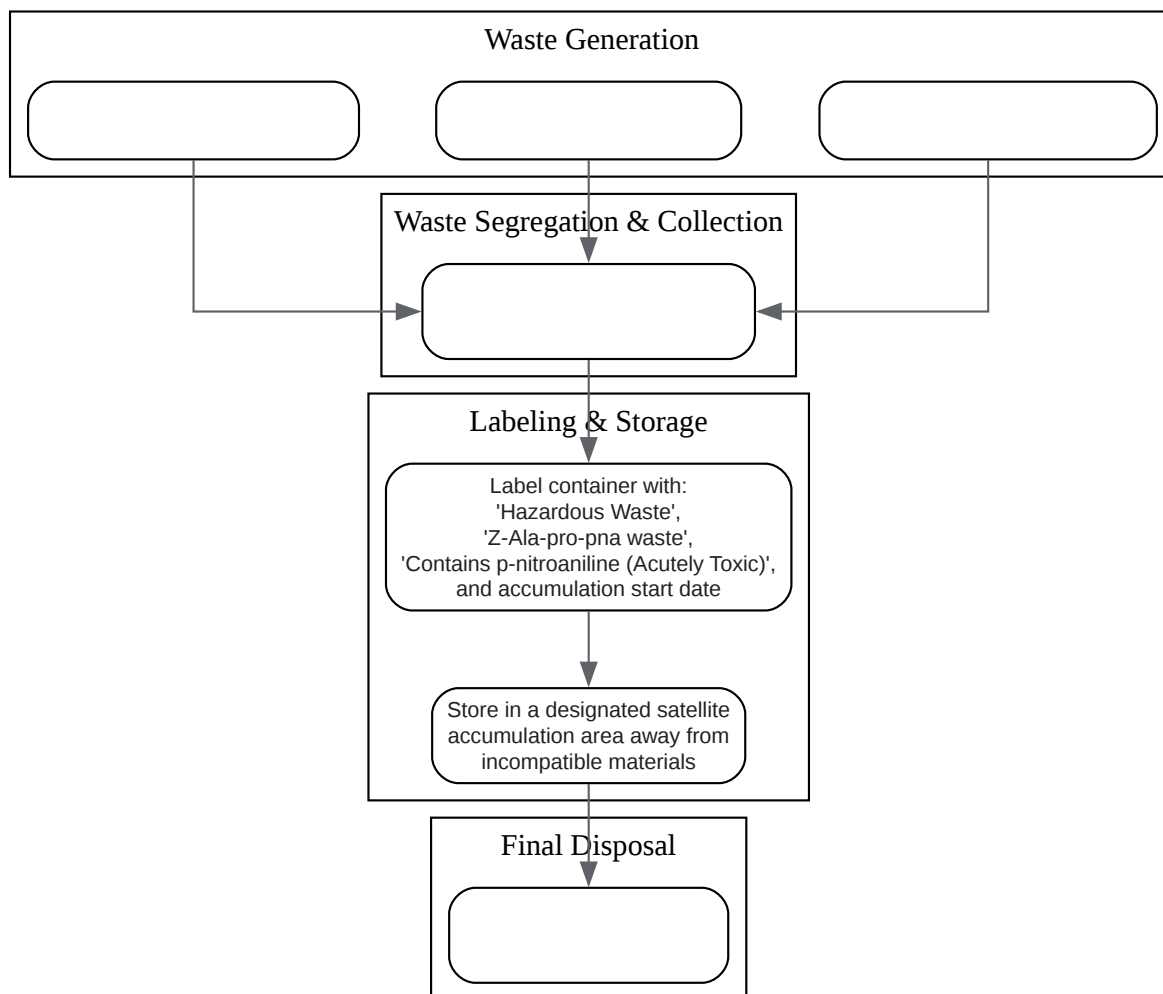 Waste Generation
Waste Segregation & Collection
Labeling & Storage
Label container with:
'Hazardous Waste',
'Z-Ala-pro-pna waste',
'Contains p-nitroaniline (Acutely Toxic)',
and accumulation start date
Store in a designated satellite
accumulation area away from
incompatible materials
Final Disposal